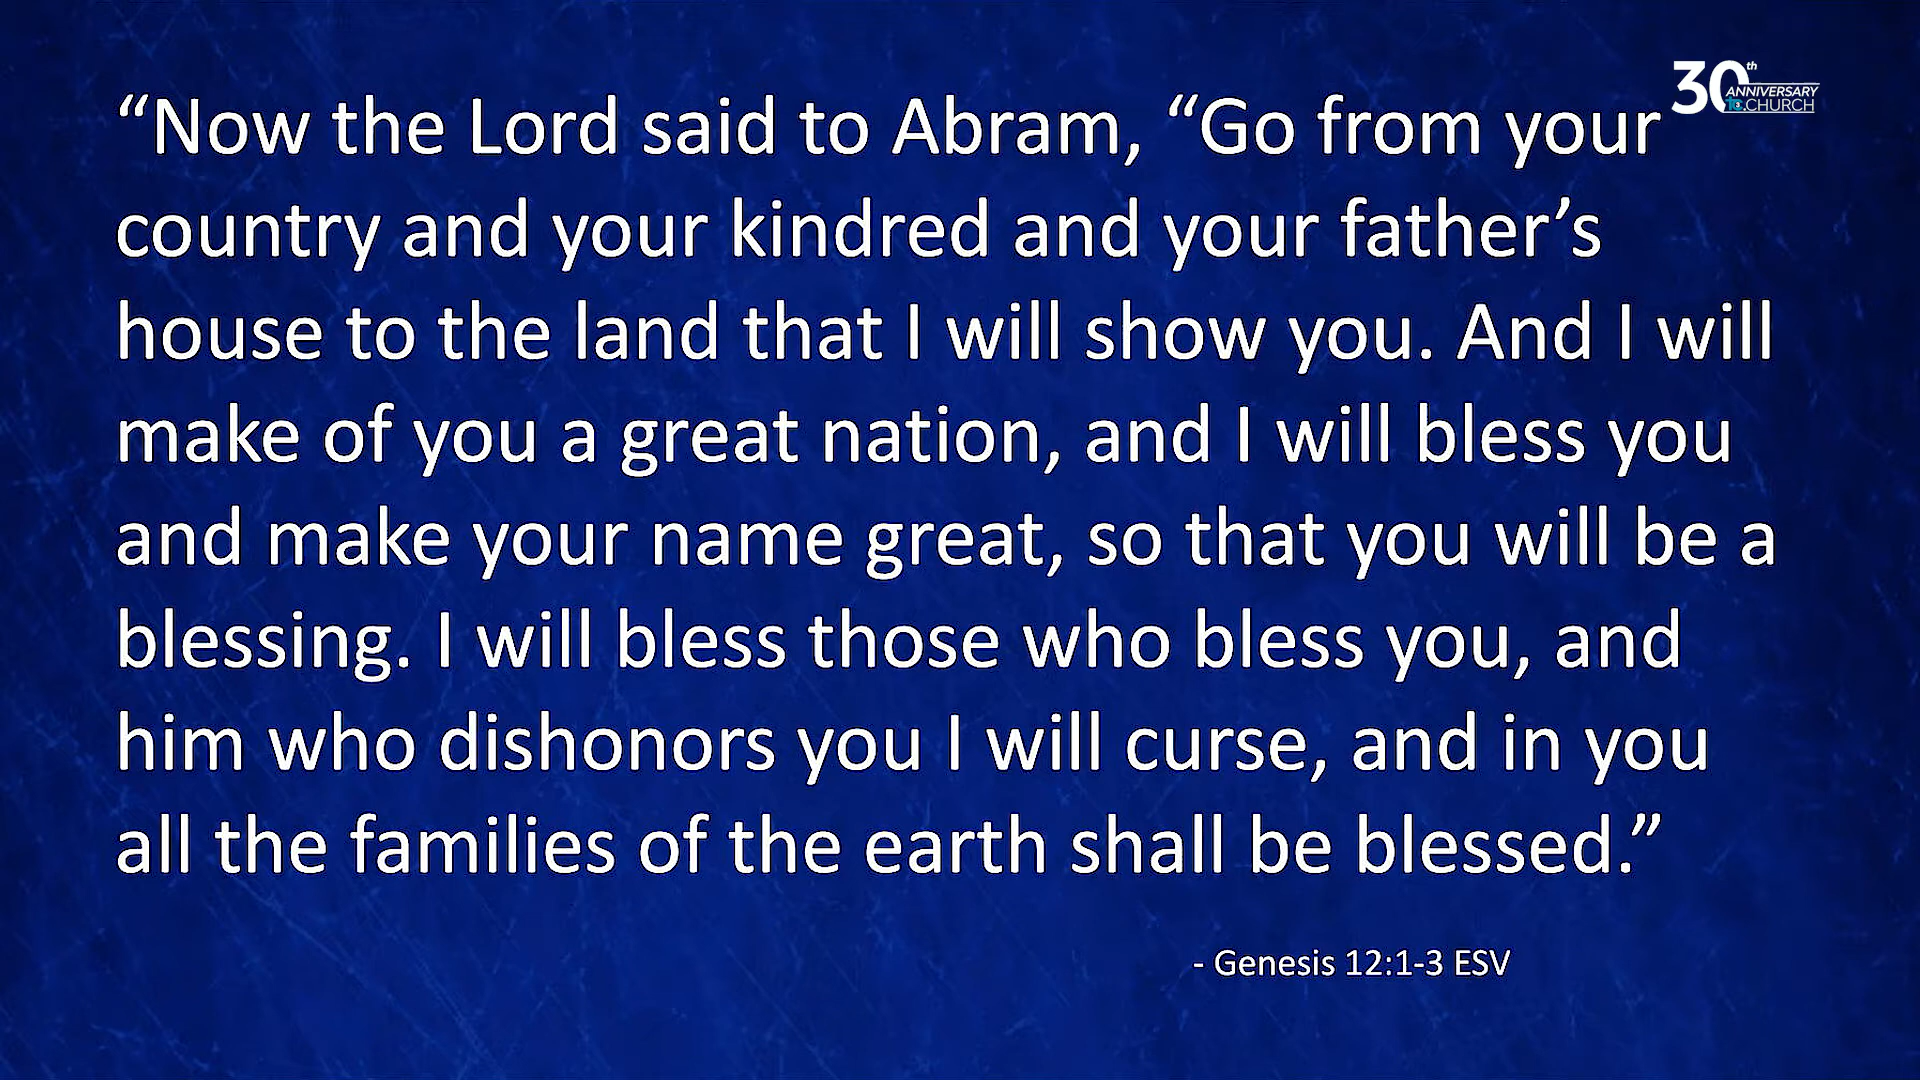 30th
ANNIVERSARY
.CHURCH
“Now the Lord said to Abram, “Go from your
country and your kindred and your father’s
house to the land that I will show you. And I will
make of you a great nation, and I will bless you
and make your name great, so that you will be a
blessing. I will bless those who bless you, and
him who dishonors you I will curse, and in you
all the families of the earth shall be blessed.”
- Genesis 12:1-3 ESV